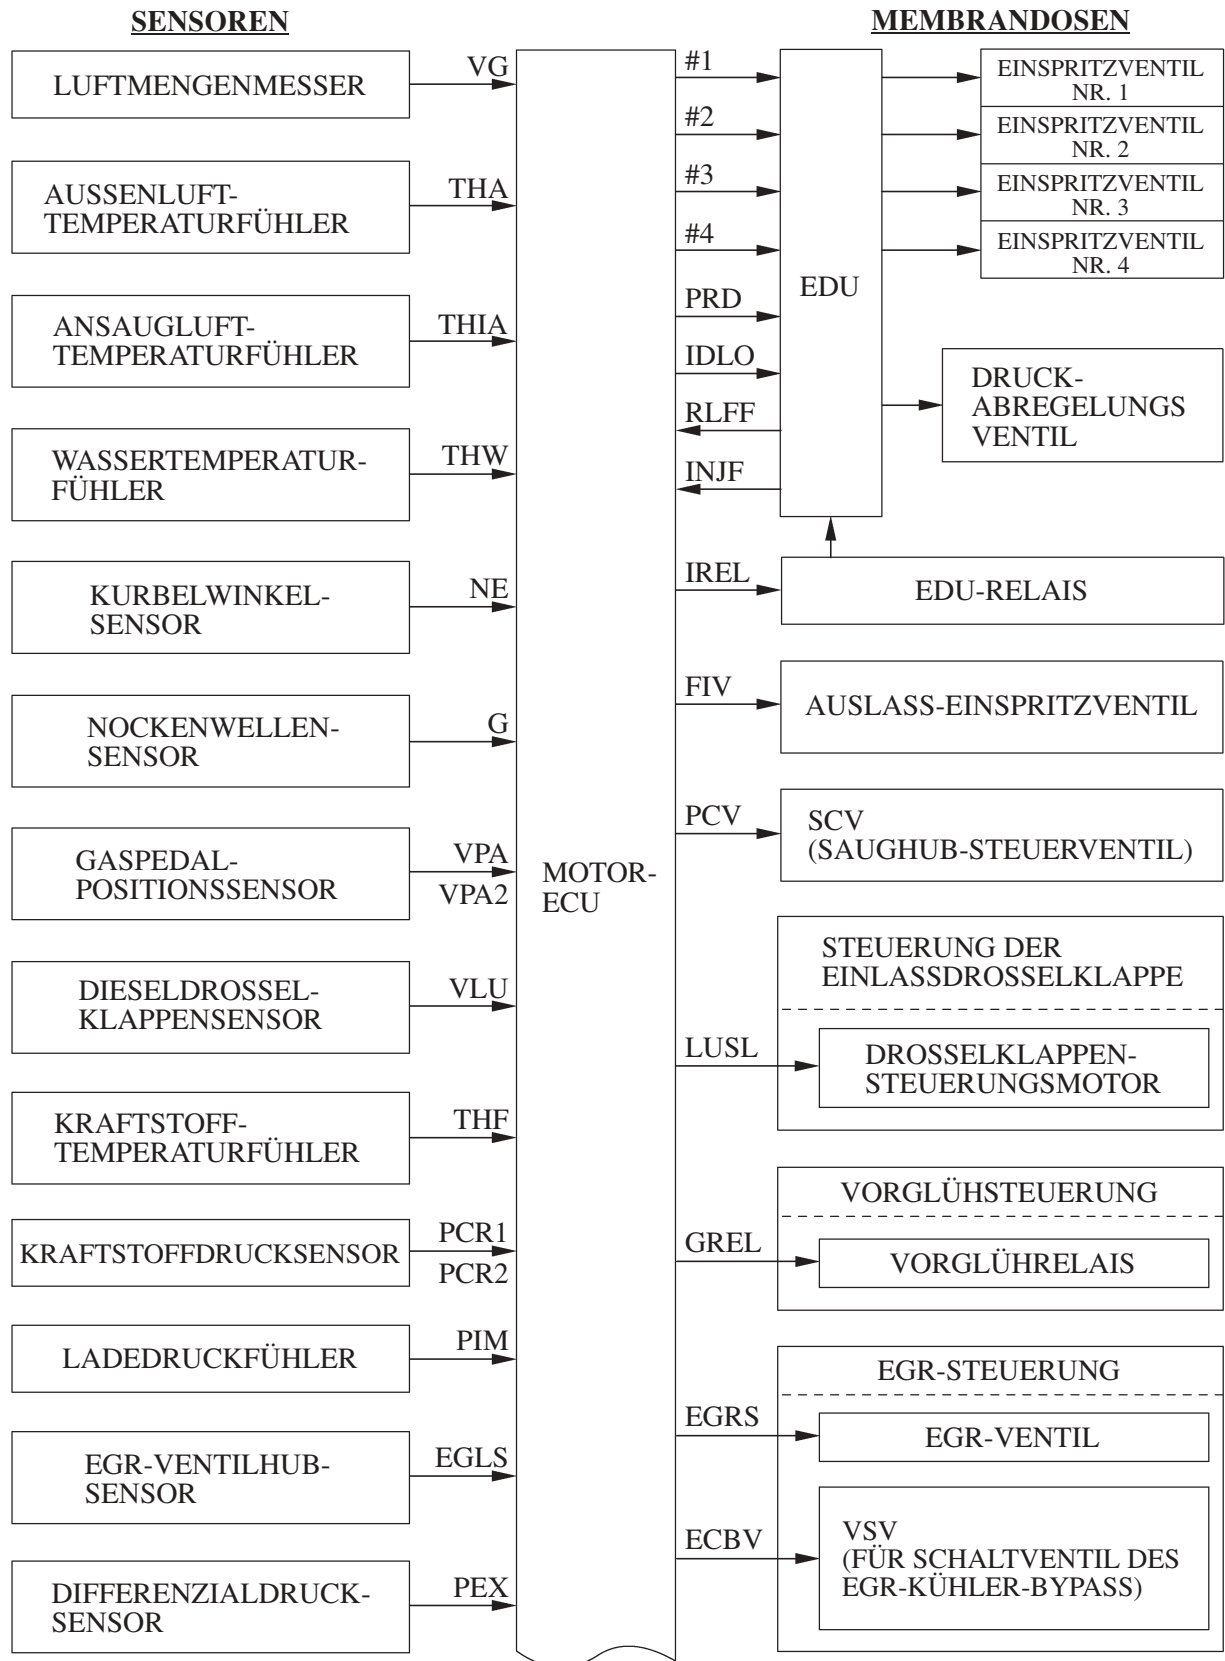 SENSOREN
LUFTMENGENMESSER
VG
AUSSENLUFT-
TEMPERATURFÜHLER
THA
ANSAUGLUFT-
TEMPERATURFÜHLER
THIA
WASSERTEMPERATUR-
FÜHLER
THW
KURBELWINKEL-
SENSOR
NE
NOCKENWELLEN-
SENSOR
G
GASPEDAL-
POSITIONSSENSOR
VPA
VPA2
DIESELDROSSEL-
KLAPPENSENSOR
VLU
KRAFTSTOFF-
TEMPERATURFÜHLER
THF
KRAFTSTOFFDRUCKSENSOR
PCR1
PCR2
LADEDRUCKFÜHLER
PIM
EGR-VENTILHUB-
SENSOR
EGLS
DIFFERENZIALDRUCK-
SENSOR
PEX
MOTOR-
ECU
MEMBRANDOSEN
#1
#2
#3
#4
PRD
IDLO
RLFF
INJF
EDU
EINSPRITZVENTIL
NR. 1
EINSPRITZVENTIL
NR. 2
EINSPRITZVENTIL
NR. 3
EINSPRITZVENTIL
NR. 4
DRUCK-
ABREGELUNGS
VENTIL
IREL
EDU-RELAIS
FIV
AUSLASS-EINSPRITZVENTIL
PCV
SCV
(SAUGHUB-STEUERVENTIL)
STEUERUNG DER
EINLASSDROSSELKLAPPE
LUSL
DROSSELKLAPPEN-
STEUERUNGSMOTOR
VORGLÜHSTEUERUNG
GREL
VORGLÜHRELAIS
EGR-STEUERUNG
EGRS
EGR-VENTIL
ECBV
VSV
(FÜR SCHALTVENTIL DES
EGR-KÜHLER-BYPASS)